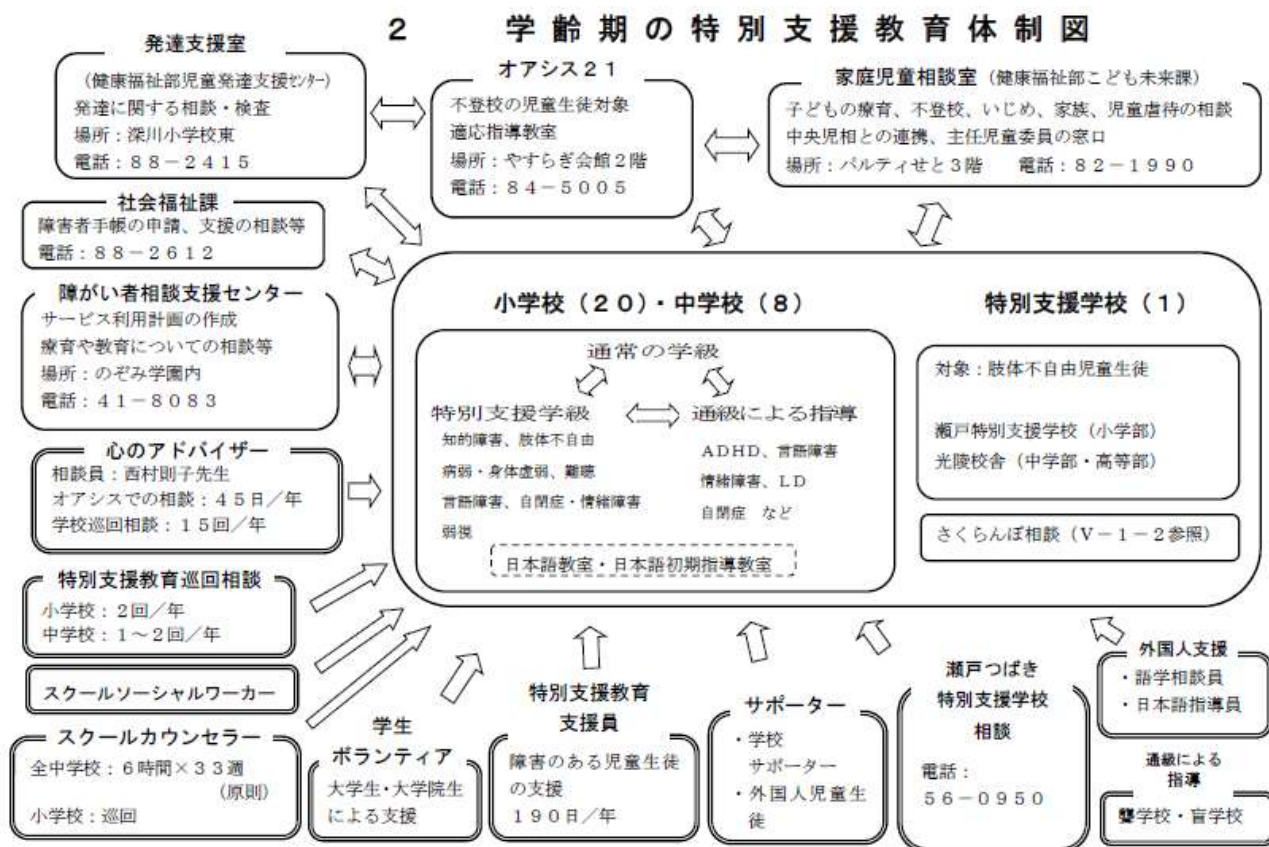 ２　学齢期の特別支援教育体制図
発達支援室
（健康福祉部児童発達支援センター）
発達に関する相談・検査
場所：深川小学校東
電話：８８－２４１５
オアシス２１
不登校の児童生徒対象
適応指導教室
場所：やすらぎ会館２階
電話：８４－５００５
家庭児童相談室（健康福祉部こども未来課）
子どもの療育、不登校、いじめ、家族、児童虐待の相談
中央児相との連携、主任児童委員の窓口
場所：パルティせと３階　電話：８２－１９９０
社会福祉課
障害者手帳の申請、支援の相談等
電話：８８－２６１２
障がい者相談支援センター
サービス利用計画の作成
療育や教育についての相談等
場所：のぞみ学園内
電話：４１－８０８３
心のアドバイザー
相談員：西村則子先生
オアシスでの相談：４５日／年
学校巡回相談：１５回／年
小学校（２０）・中学校（８）
通常の学級
特別支援学級
知的障害、肢体不自由
病弱・身体虚弱、難聴
言語障害、自閉症・情緒障害
弱視
通級による指導
ＡＤＨＤ、言語障害
情緒障害、ＬＤ
自閉症　など
日本語教室・日本語初期指導教室
特別支援学校（１）
対象：肢体不自由児童生徒
瀬戸特別支援学校（小学部）
光陵校舎（中学部・高等部）
さくらんぼ相談（Ⅴ－１－２参照）
特別支援教育巡回相談
小学校：２回／年
中学校：１～２回／年
スクールソーシャルワーカー
スクールカウンセラー
全中学校：６時間×３３週
（原則）
小学校：巡回
学生
ボランティア
大学生・大学院生
による支援
特別支援教育
支援員
障害のある児童生徒
の支援
１９０日／年
サポーター
・学校
サポーター
・外国人児童生
徒
瀬戸つばき
特別支援学校
相談
電話：
５６－０９５０
外国人支援
・語学相談員
・日本語指導員
通級による
指導
聾学校・盲学校